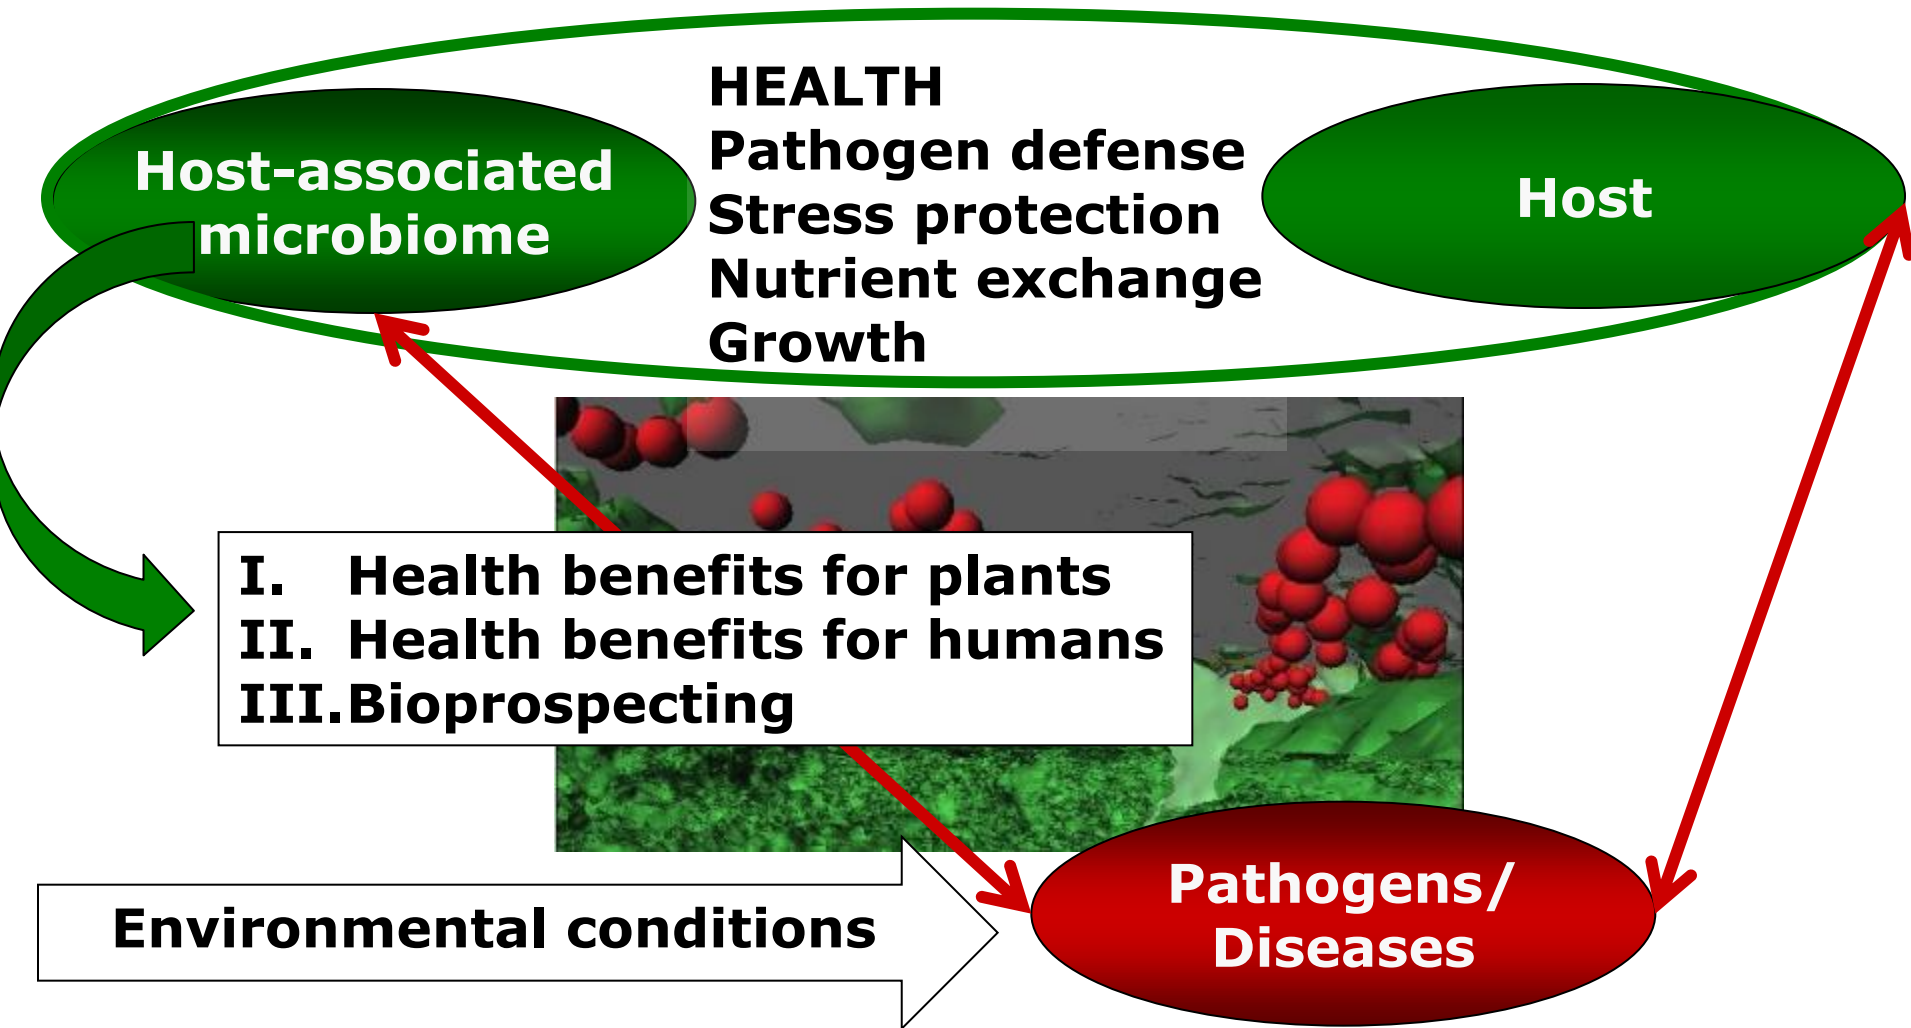 Host-associated
microbiome
HEALTH
Pathogen defense
Stress protection
Nutrient exchange
Growth
Host
I. Health benefits for plants
II. Health benefits for humans
III. Bioprospecting
Environmental conditions
Pathogens/
Diseases